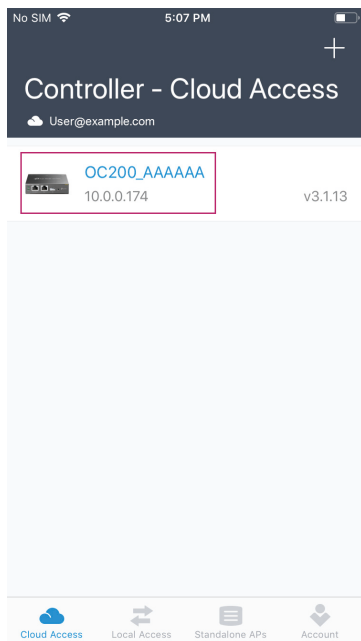 No SIM 5:07 PM
Controller - Cloud Access
User@example.com
OC200_AAAAAA
10.0.0.174 v3.1.13
Cloud Access Local Access Standalone APs Account